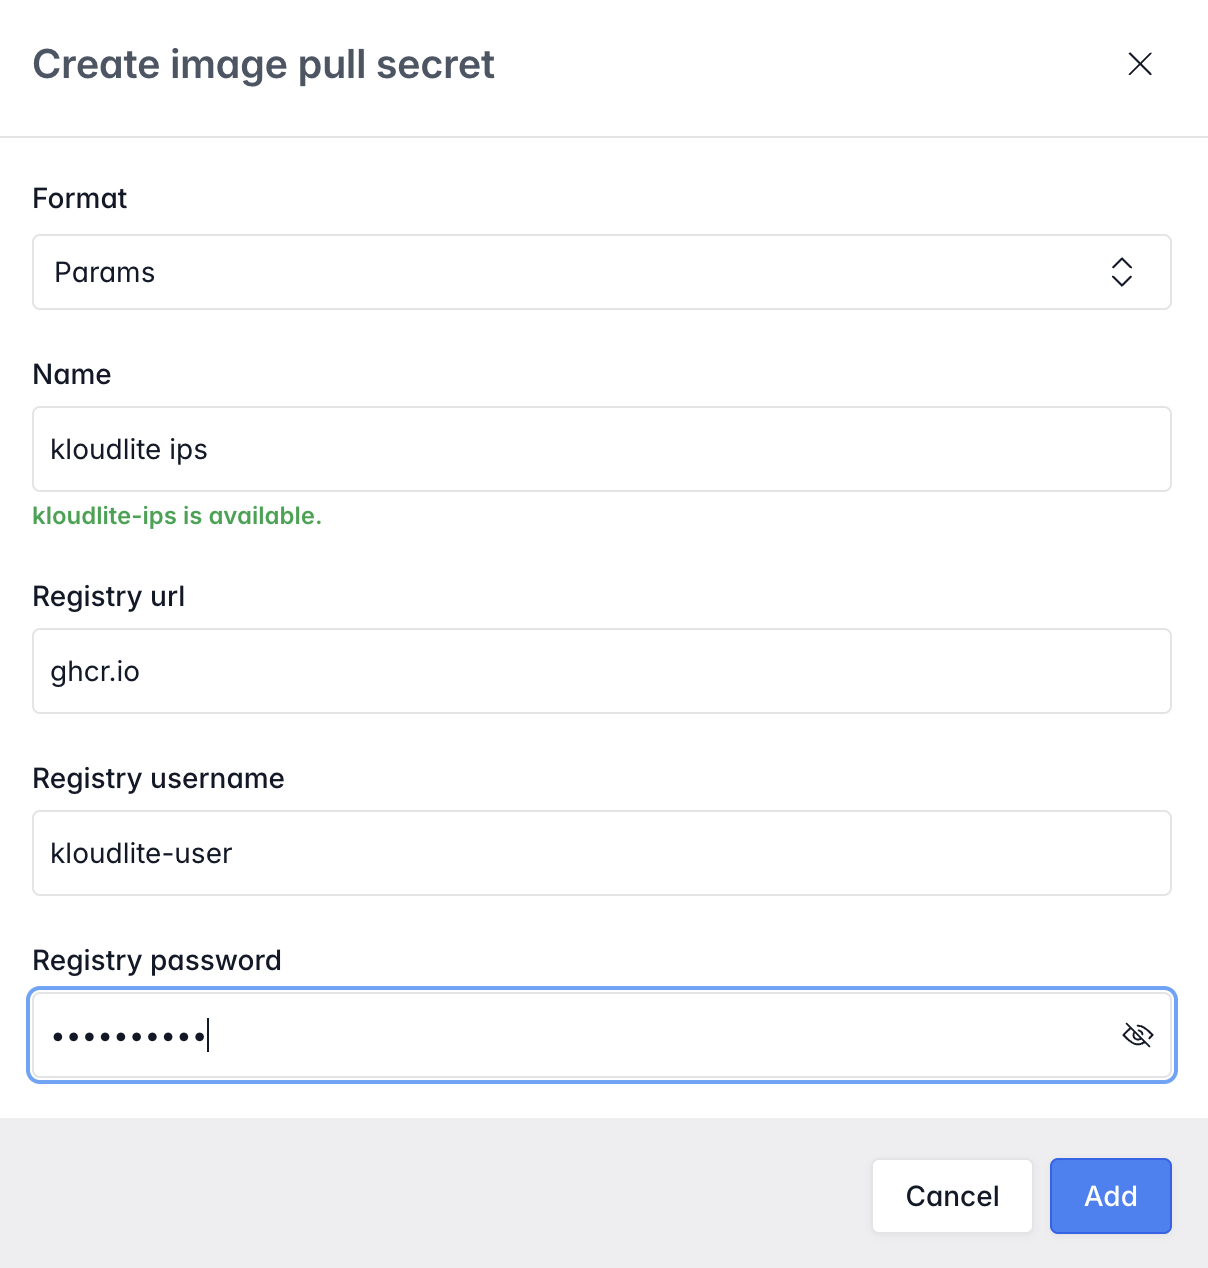 Create image pull secret
Format
Params
Name
kloudlite ips
kloudlite-ips is available.
Registry url
ghcr.io
Registry username
kloudlite-user
Registry password
••••••••••
Cancel
Add